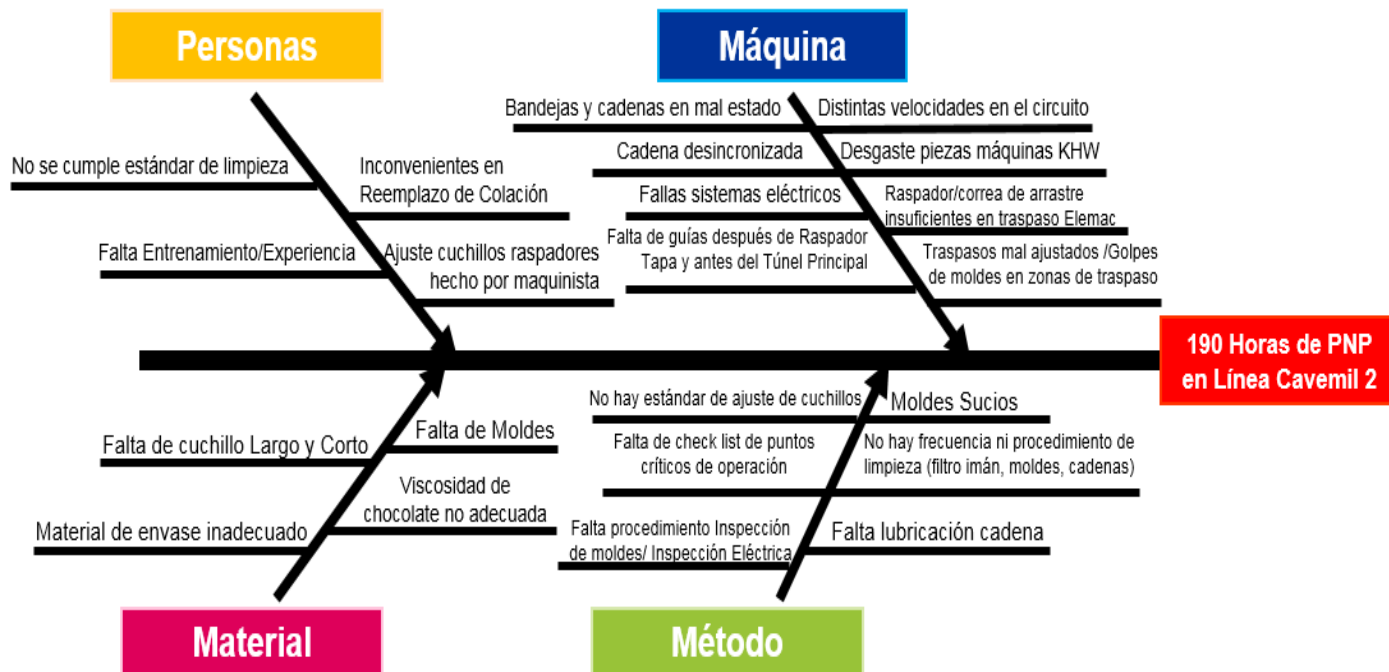 Personas
Máquina
Bandejas y cadenas en mal estado
Distintas velocidades en el circuito
No se cumple estándar de limpieza
Inconvenientes en
Reemplazo de Colación
Cadena desincronizada
Desgaste piezas máquinas KHW
Fallas sistemas eléctricos
Raspador/correa de arrastre
insuficientes en traspaso Elemac
Falta Entrenamiento/Experiencia
Ajuste cuchillos raspadores
hecho por maquinista
Falta de guías después de Raspador
Tapa y antes del Túnel Principal
Traspasos mal ajustados /Golpes
de moldes en zonas de traspaso
190 Horas de PNP
en Línea Cavemil 2
Falta de cuchillo Largo y Corto
Falta de Moldes
No hay estándar de ajuste de cuchillos
Moldes Sucios
Falta de check list de puntos
críticos de operación
No hay frecuencia ni procedimiento de
limpieza (filtro imán, moldes, cadenas)
Material de envase inadecuado
Viscosidad de
chocolate no adecuada
Falta procedimiento Inspección
de moldes/ Inspección Eléctrica
Falta lubricación cadena
Material
Método